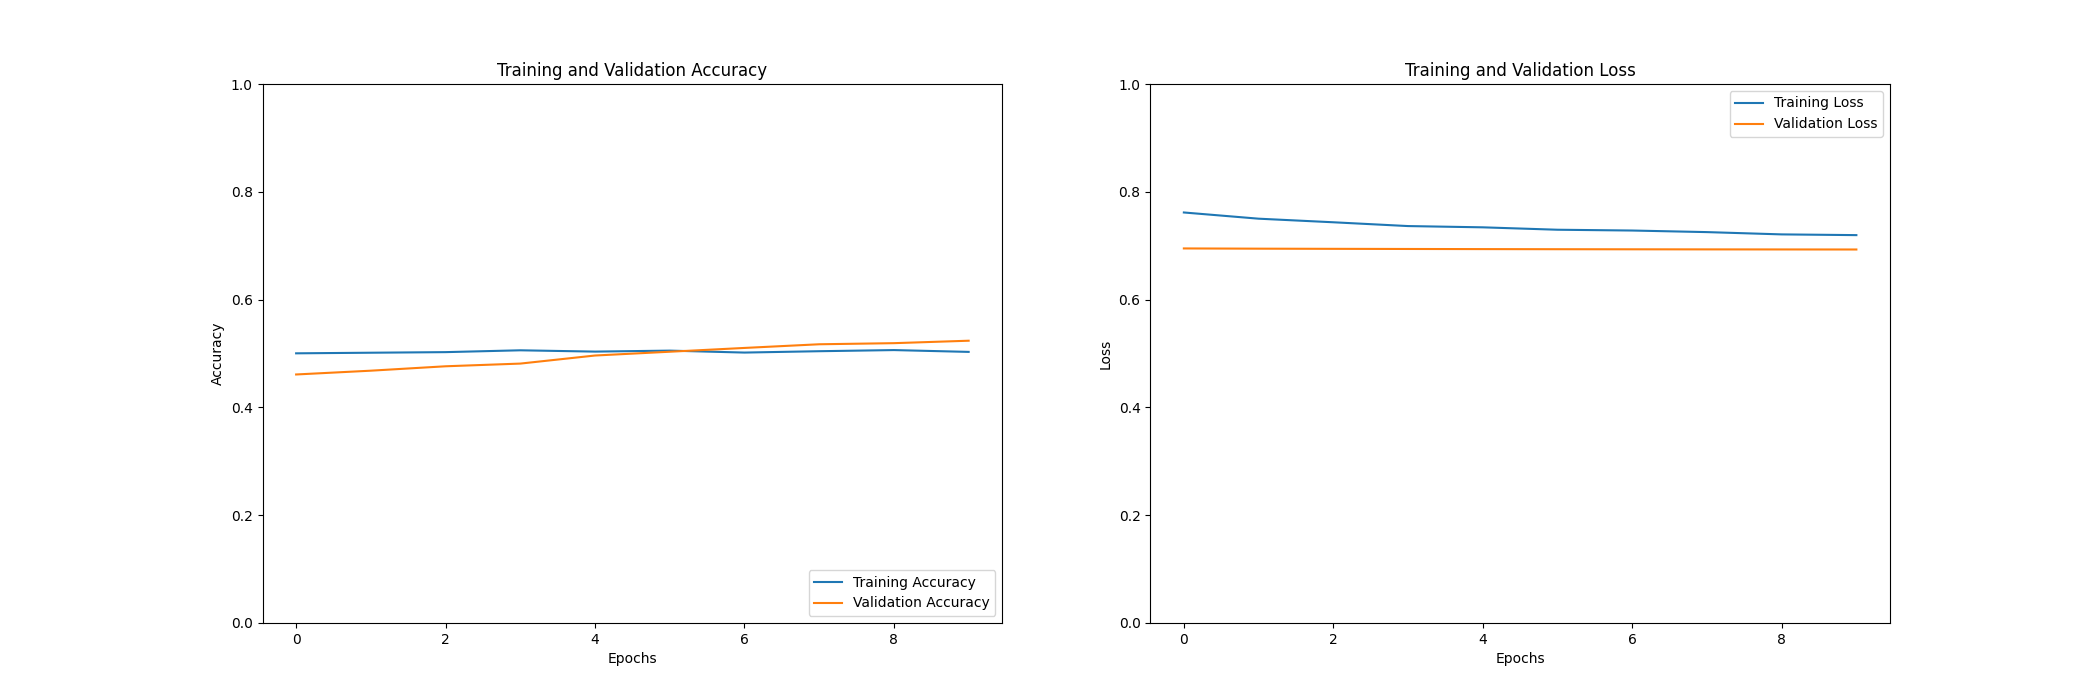 Training and Validation Accuracy
1.0
0.8
0.6
0.4
0.2
0.0
Accuracy
0 2 4 6 8
Epochs
Training Accuracy
Validation Accuracy
Training and Validation Loss
1.0
0.8
0.6
0.4
0.2
0.0
Loss
0 2 4 6 8
Epochs
Training Loss
Validation Loss